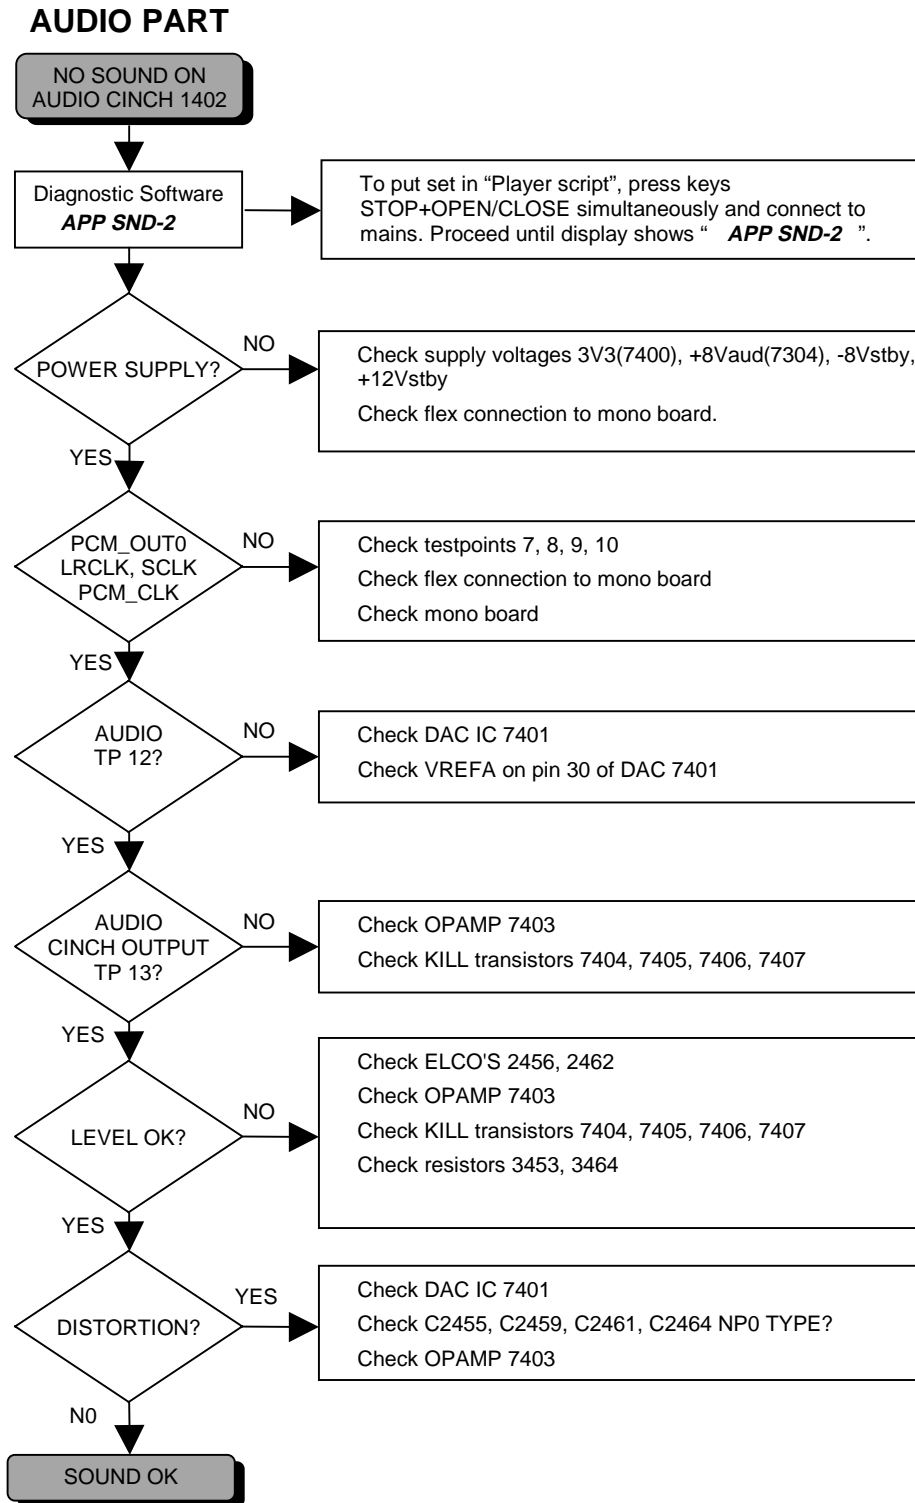 AUDIO PART
NO SOUND ON
AUDIO CINCH 1402
Diagnostic Software
APP SND-2
To put set in “Player script”, press keys
STOP+OPEN/CLOSE simultaneously and connect to
mains. Proceed until display shows “ APP SND-2 ”.
POWER SUPPLY?
NO
Check supply voltages 3V3(7400), +8Vaud(7304), -8Vstby,
+12Vstby
Check flex connection to mono board.
YES
PCM_OUT0
LRCLK, SCLK
PCM_CLK
NO
Check testpoints 7, 8, 9, 10
Check flex connection to mono board
Check mono board
YES
AUDIO
TP 12?
NO
Check DAC IC 7401
Check VREFA on pin 30 of DAC 7401
YES
AUDIO
CINCH OUTPUT
TP 13?
NO
Check OPAMP 7403
Check KILL transistors 7404, 7405, 7406, 7407
YES
LEVEL OK?
NO
Check ELCO'S 2456, 2462
Check OPAMP 7403
Check KILL transistors 7404, 7405, 7406, 7407
Check resistors 3453, 3464
YES
DISTORTION?
YES
Check DAC IC 7401
Check C2455, C2459, C2461, C2464 NP0 TYPE?
Check OPAMP 7403
N0
SOUND OK